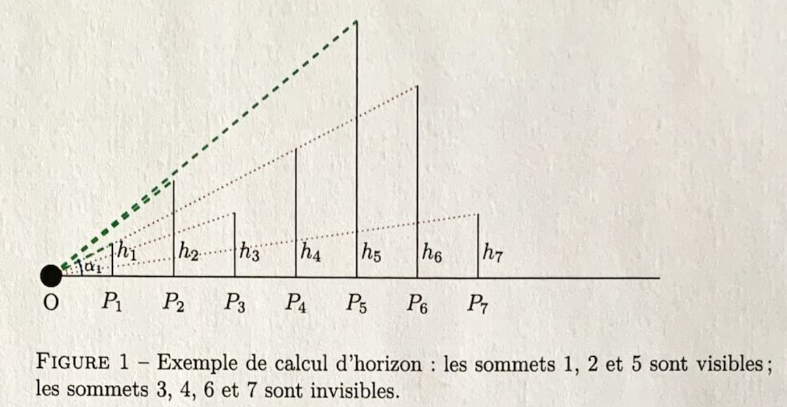 α₁ h₁ h₂ h₃ h₄ h₅ h₆ h₇
O P₁ P₂ P₃ P₄ P₅ P₆ P₇
FIGURE 1 – Exemple de calcul d'horizon : les sommets 1, 2 et 5 sont visibles ;
les sommets 3, 4, 6 et 7 sont invisibles.